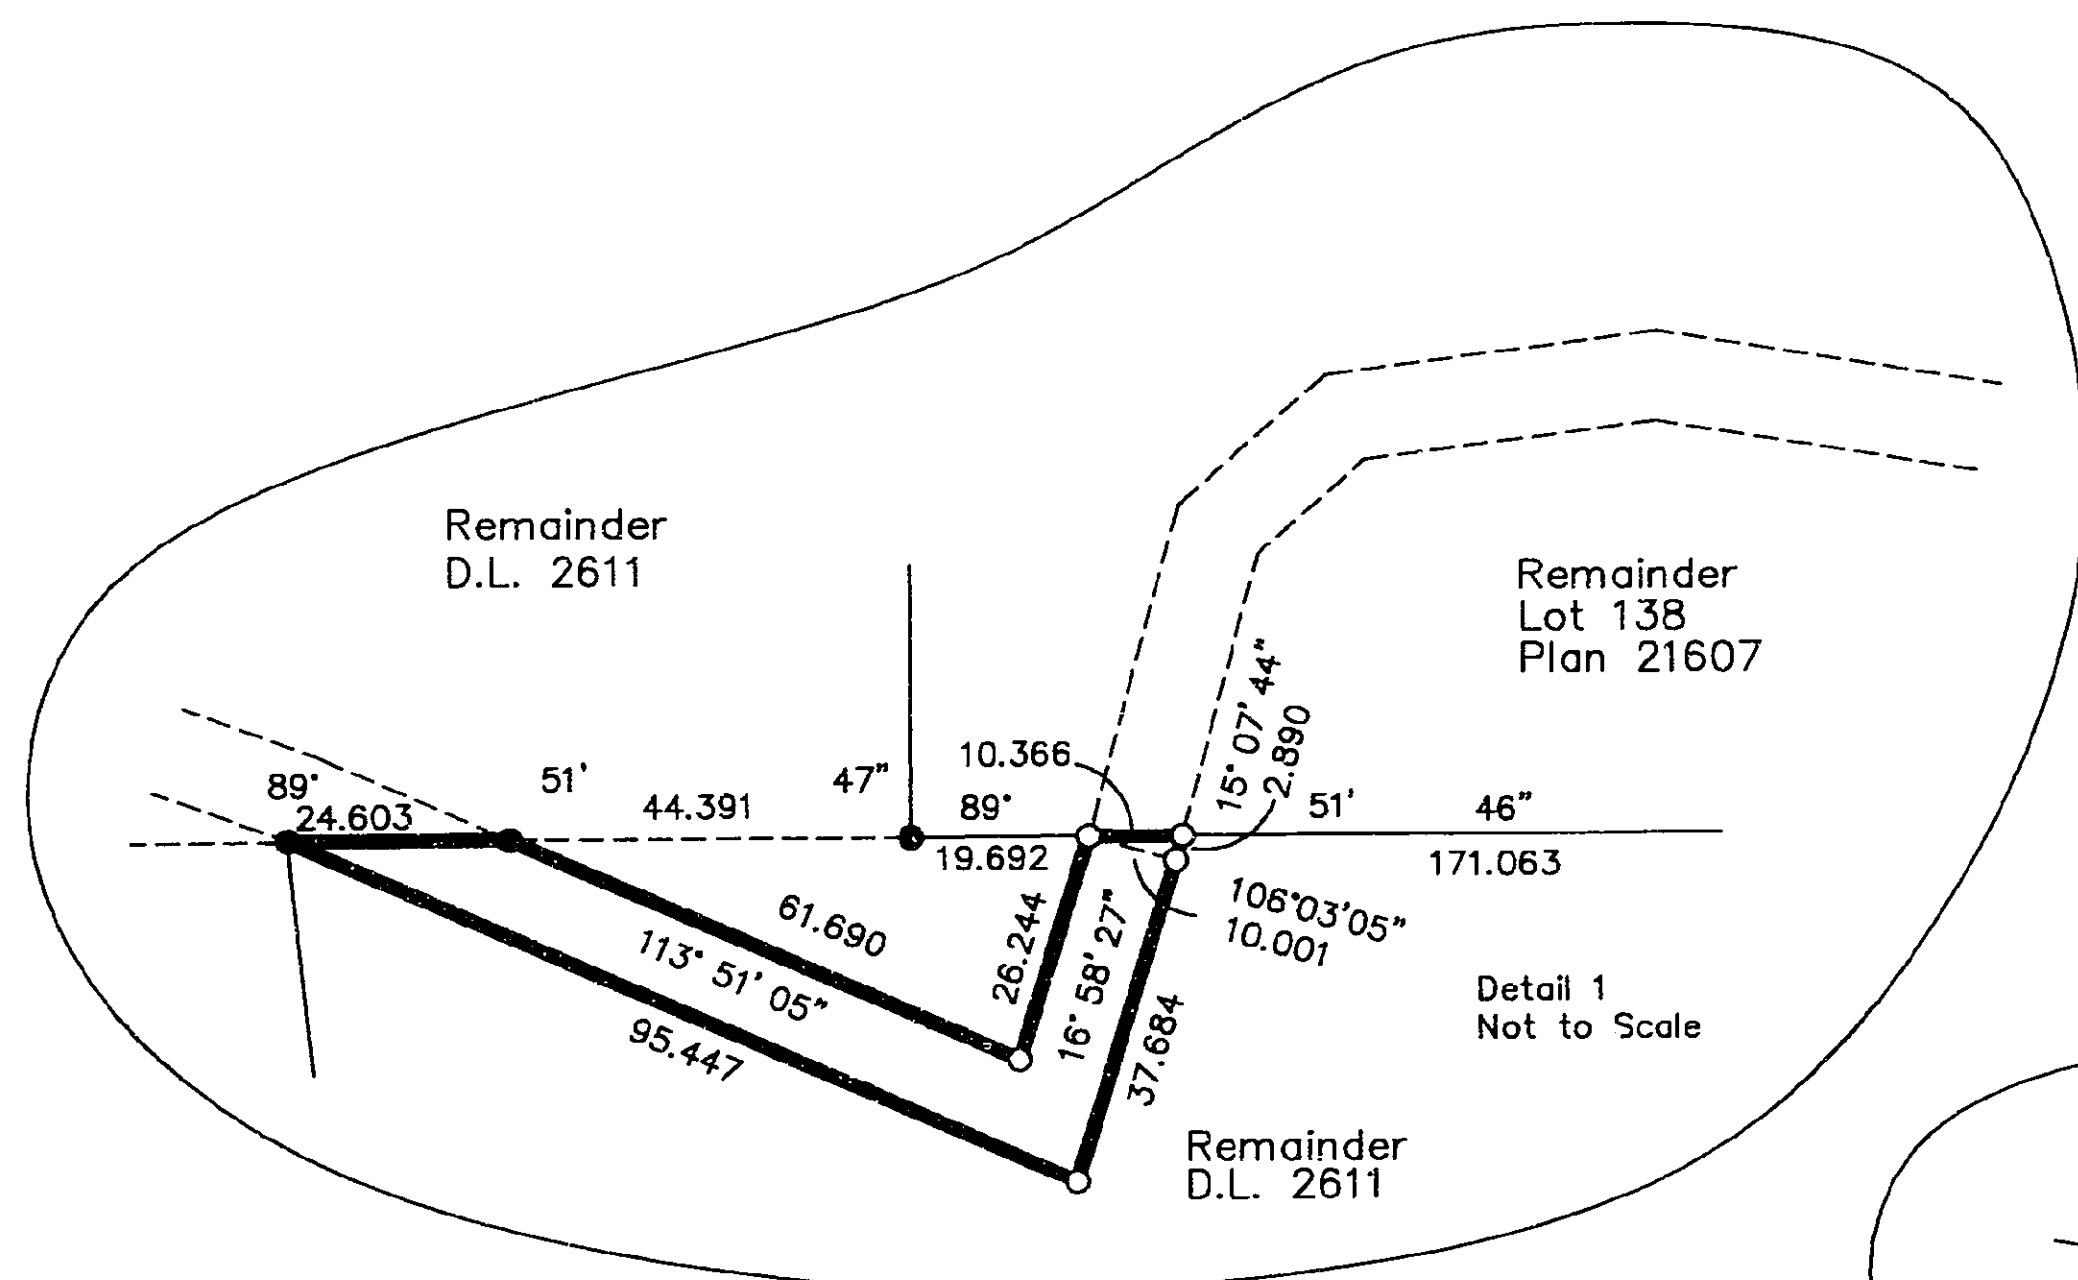 Remainder
D.L. 2611
Remainder
Lot 138
Plan 21607
15° 07' 44"
2.890
10.366
89° 51' 47"
24.603
44.391
89° 51' 46"
19.692
171.063
106°03'05"
10.001
61.690
113° 51' 05"
95.447
26.244
16° 58' 27"
37.684
Detail 1
Not to Scale
Remainder
D.L. 2611